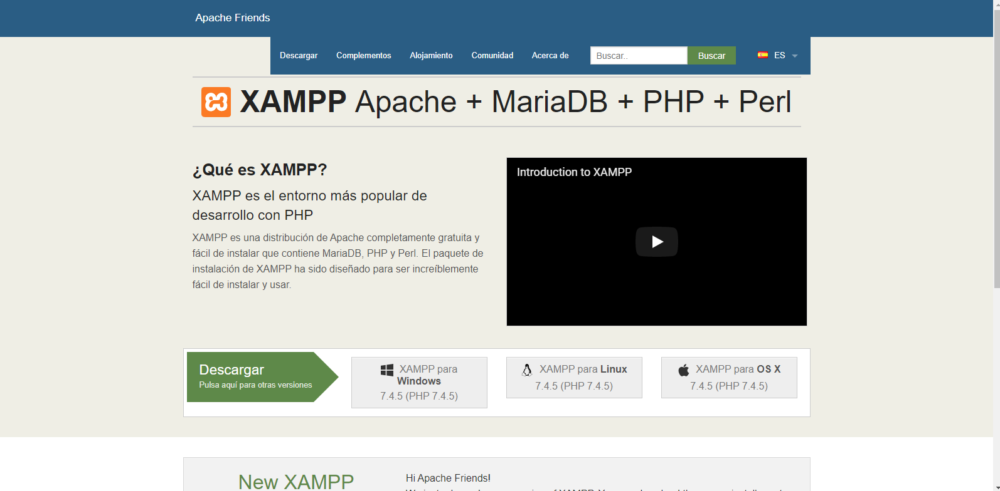 Apache Friends
Descargar Complementos Alojamiento Comunidad Acerca de Buscar.. Buscar ES
XAMPP Apache + MariaDB + PHP + Perl
¿Qué es XAMPP?
XAMPP es el entorno más popular de
desarrollo con PHP
XAMPP es una distribución de Apache completamente gratuita y
fácil de instalar que contiene MariaDB, PHP y Perl. El paquete de
instalación de XAMPP ha sido diseñado para ser increíblemente
fácil de instalar y usar.
Introduction to XAMPP
Descargar
Pulsa aquí para otras versiones
XAMPP para
Windows
7.4.5 (PHP 7.4.5)
XAMPP para Linux
7.4.5 (PHP 7.4.5)
XAMPP para OS X
7.4.5 (PHP 7.4.5)
New XAMPP
Hi Apache Friends!